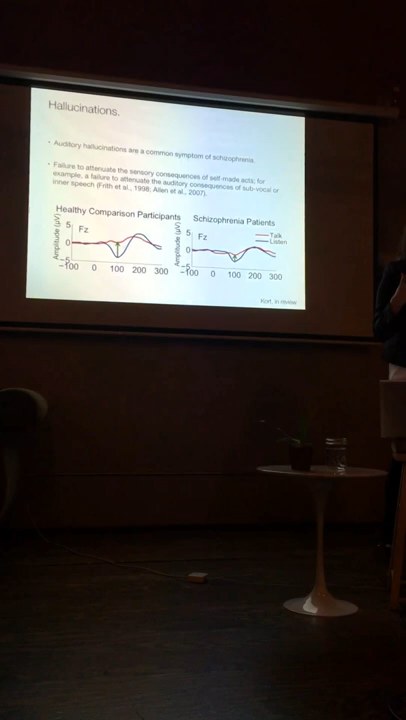 Hallucinations.
• Auditory hallucinations are a common symptom of schizophrenia.
• Failure to attenuate the sensory consequences of self-made acts; for
example, a failure to attenuate the auditory consequences of sub-vocal or
inner speech (Frith et al., 1998; Allen et al., 2007).
Healthy Comparison Participants
Amplitude (µV)
5
0
-5
Fz
-100 0 100 200 300
Schizophrenia Patients
Amplitude (µV)
5
0
-5
Fz
Talk
Listen
-100 0 100 200 300
Kort, in review